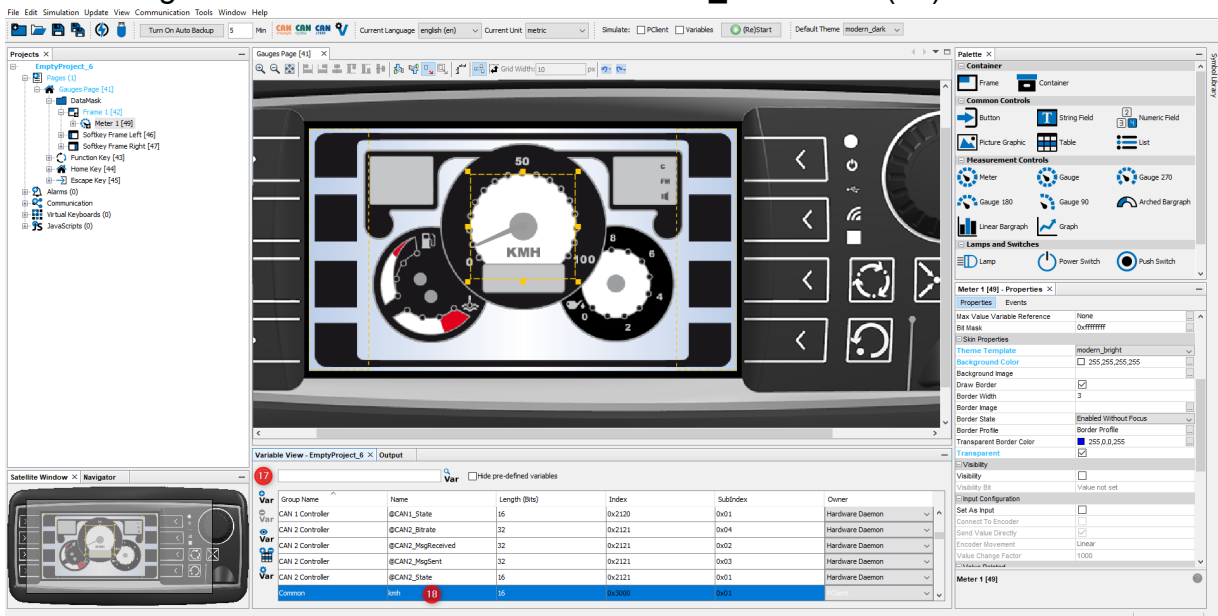 File Edit Simulation Update View Communication Tools Window Help
Turn On Auto Backup 5 Min CAN CAN CAN Current Language english (en) Current Unit metric Simulate: PClient Variables (Re)Start Default Theme modern_dark
Projects
EmptyProject_6
Pages (1)
Gauges Page [41]
DataMask
Frame 1 [42]
Meter 1 [49]
Softkey Frame Left [46]
Softkey Frame Right [47]
Function Key [43]
Home Key [44]
Escape Key [45]
Alarms (0)
Communication
Virtual Keyboards (0)
JS JavaScripts (0)
Satellite Window Navigator
Gauges Page [41]
Grid Width: 10 px
50
C
FM
KMH
0
100
8
6
4
2
0
Variable View - EmptyProject_6 Output
17 Var Hide pre-defined variables
Var
Var
Var
Var
Group Name Name Length (Bits) Index SubIndex Owner
CAN 1 Controller @CAN1_State 16 0x2120 0x01 Hardware Daemon
CAN 2 Controller @CAN2_Bitrate 32 0x2121 0x04 Hardware Daemon
CAN 2 Controller @CAN2_MsgReceived 32 0x2121 0x02 Hardware Daemon
CAN 2 Controller @CAN2_MsgSent 32 0x2121 0x03 Hardware Daemon
CAN 2 Controller @CAN2_State 16 0x2121 0x01 Hardware Daemon
Common kmh 18 16 0x3000 0x01 PClient
Palette
Container
Frame Container
Common Controls
Button String Field Numeric Field
Picture Graphic Table List
Measurement Controls
Meter Gauge Gauge 270
Gauge 180 Gauge 90 Arched Bargraph
Linear Bargraph Graph
Lamps and Switches
Lamp Power Switch Push Switch
Symbol Library
Meter 1 [49] - Properties
Properties Events
Max Value Variable Reference None
Bit Mask 0xffffffff
Skin Properties
Theme Template modern_bright
Background Color 255,255,255,255
Background Image
Draw Border
Border Width 3
Border Image
Border State Enabled Without Focus
Border Profile Border Profile
Transparent Border Color 255,0,0,255
Transparent
Visibility
Visibility
Visibility Bit Value not set
Input Configuration
Set As Input
Connect To Encoder
Send Value Directly
Encoder Movement Linear
Value Change Factor 1000
Meter 1 [49]